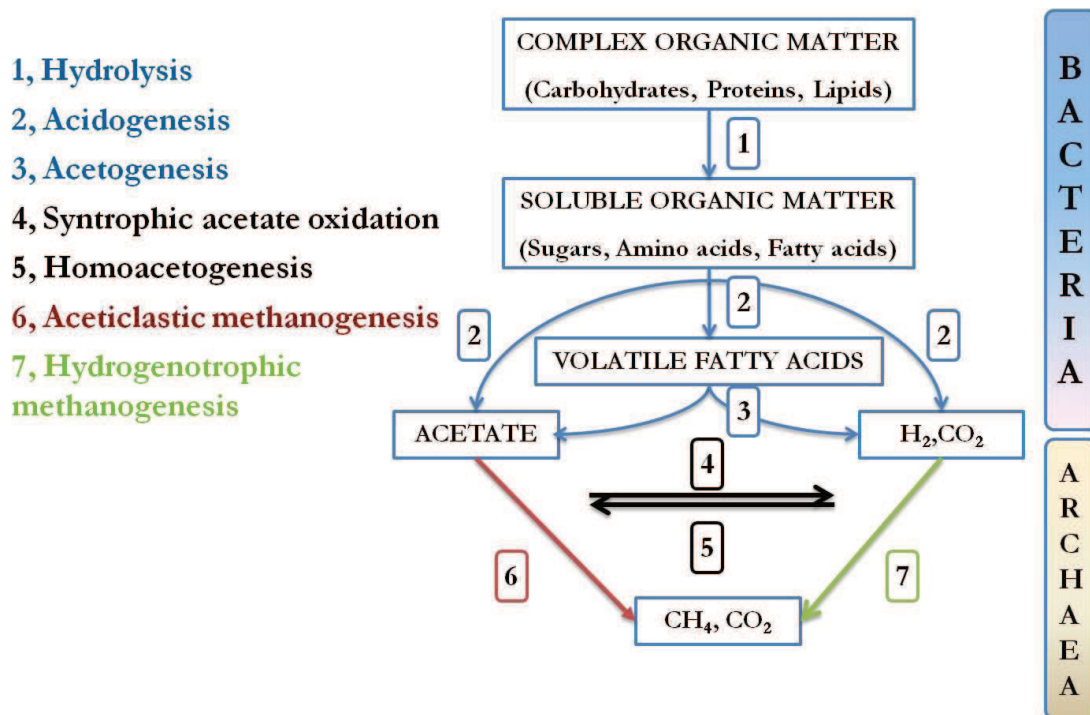 1, Hydrolysis
2, Acidogenesis
3, Acetogenesis
4, Syntrophic acetate oxidation
5, Homoacetogenesis
6, Aceticlastic methanogenesis
7, Hydrogenotrophic
methanogenesis
COMPLEX ORGANIC MATTER
(Carbohydrates, Proteins, Lipids)
1
SOLUBLE ORGANIC MATTER
(Sugars, Amino acids, Fatty acids)
2
2
2
VOLATILE FATTY ACIDS
3
ACETATE
H₂,CO₂
4
5
6
7
CH₄, CO₂
BACTERIA
ARCHAEA